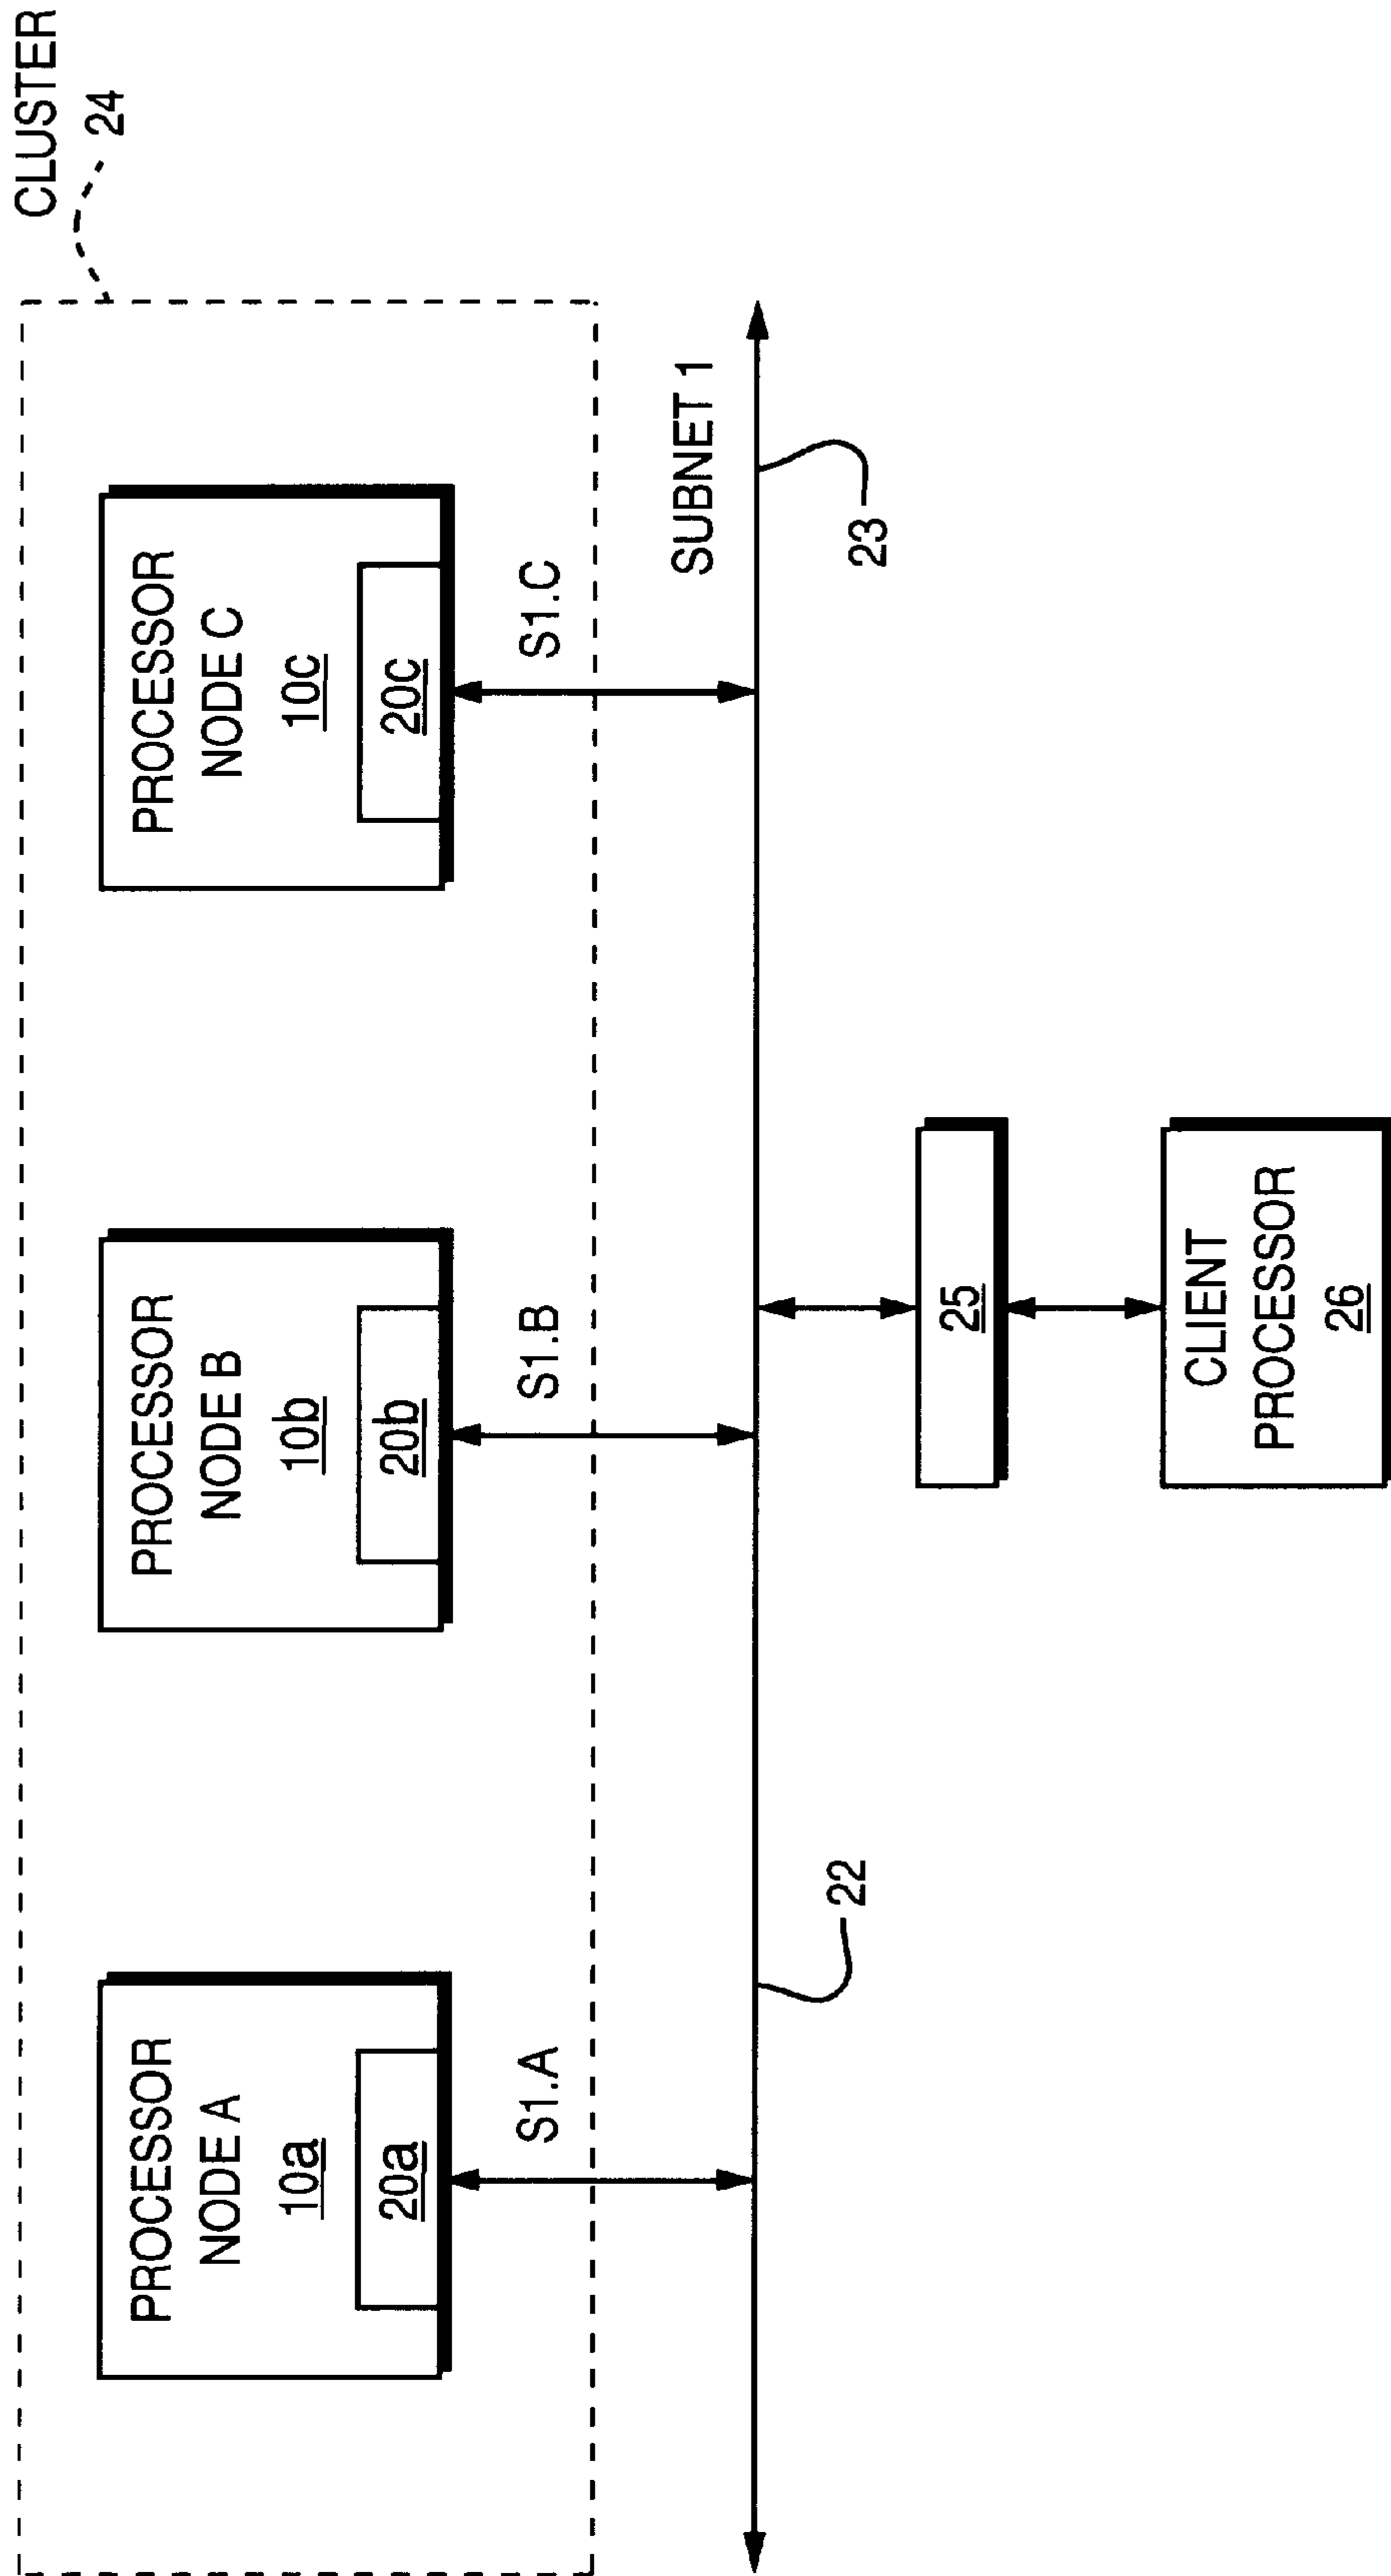 CLUSTER
24
PROCESSOR
NODE A
10a
20a
PROCESSOR
NODE B
10b
20b
PROCESSOR
NODE C
10c
20c
S1.A
S1.B
S1.C
SUBNET 1
22
23
25
CLIENT
PROCESSOR
26